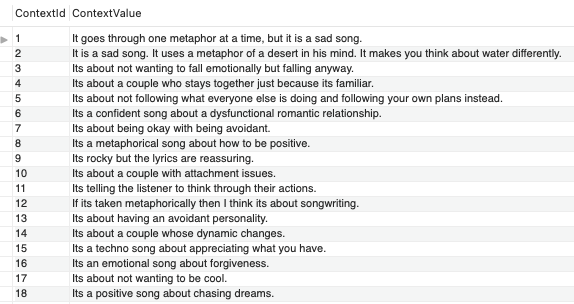 ContextId ContextValue
1 It goes through one metaphor at a time, but it is a sad song.
2 It is a sad song. It uses a metaphor of a desert in his mind. It makes you think about water differently.
3 Its about not wanting to fall emotionally but falling anyway.
4 Its about a couple who stays together just because its familiar.
5 Its about not following what everyone else is doing and following your own plans instead.
6 Its a confident song about a dysfunctional romantic relationship.
7 Its about being okay with being avoidant.
8 Its a metaphorical song about how to be positive.
9 Its rocky but the lyrics are reassuring.
10 Its about a couple with attachment issues.
11 Its telling the listener to think through their actions.
12 If its taken metaphorically then I think its about songwriting.
13 Its about having an avoidant personality.
14 Its about a couple whose dynamic changes.
15 Its a techno song about appreciating what you have.
16 Its an emotional song about forgiveness.
17 Its about not wanting to be cool.
18 Its a positive song about chasing dreams.